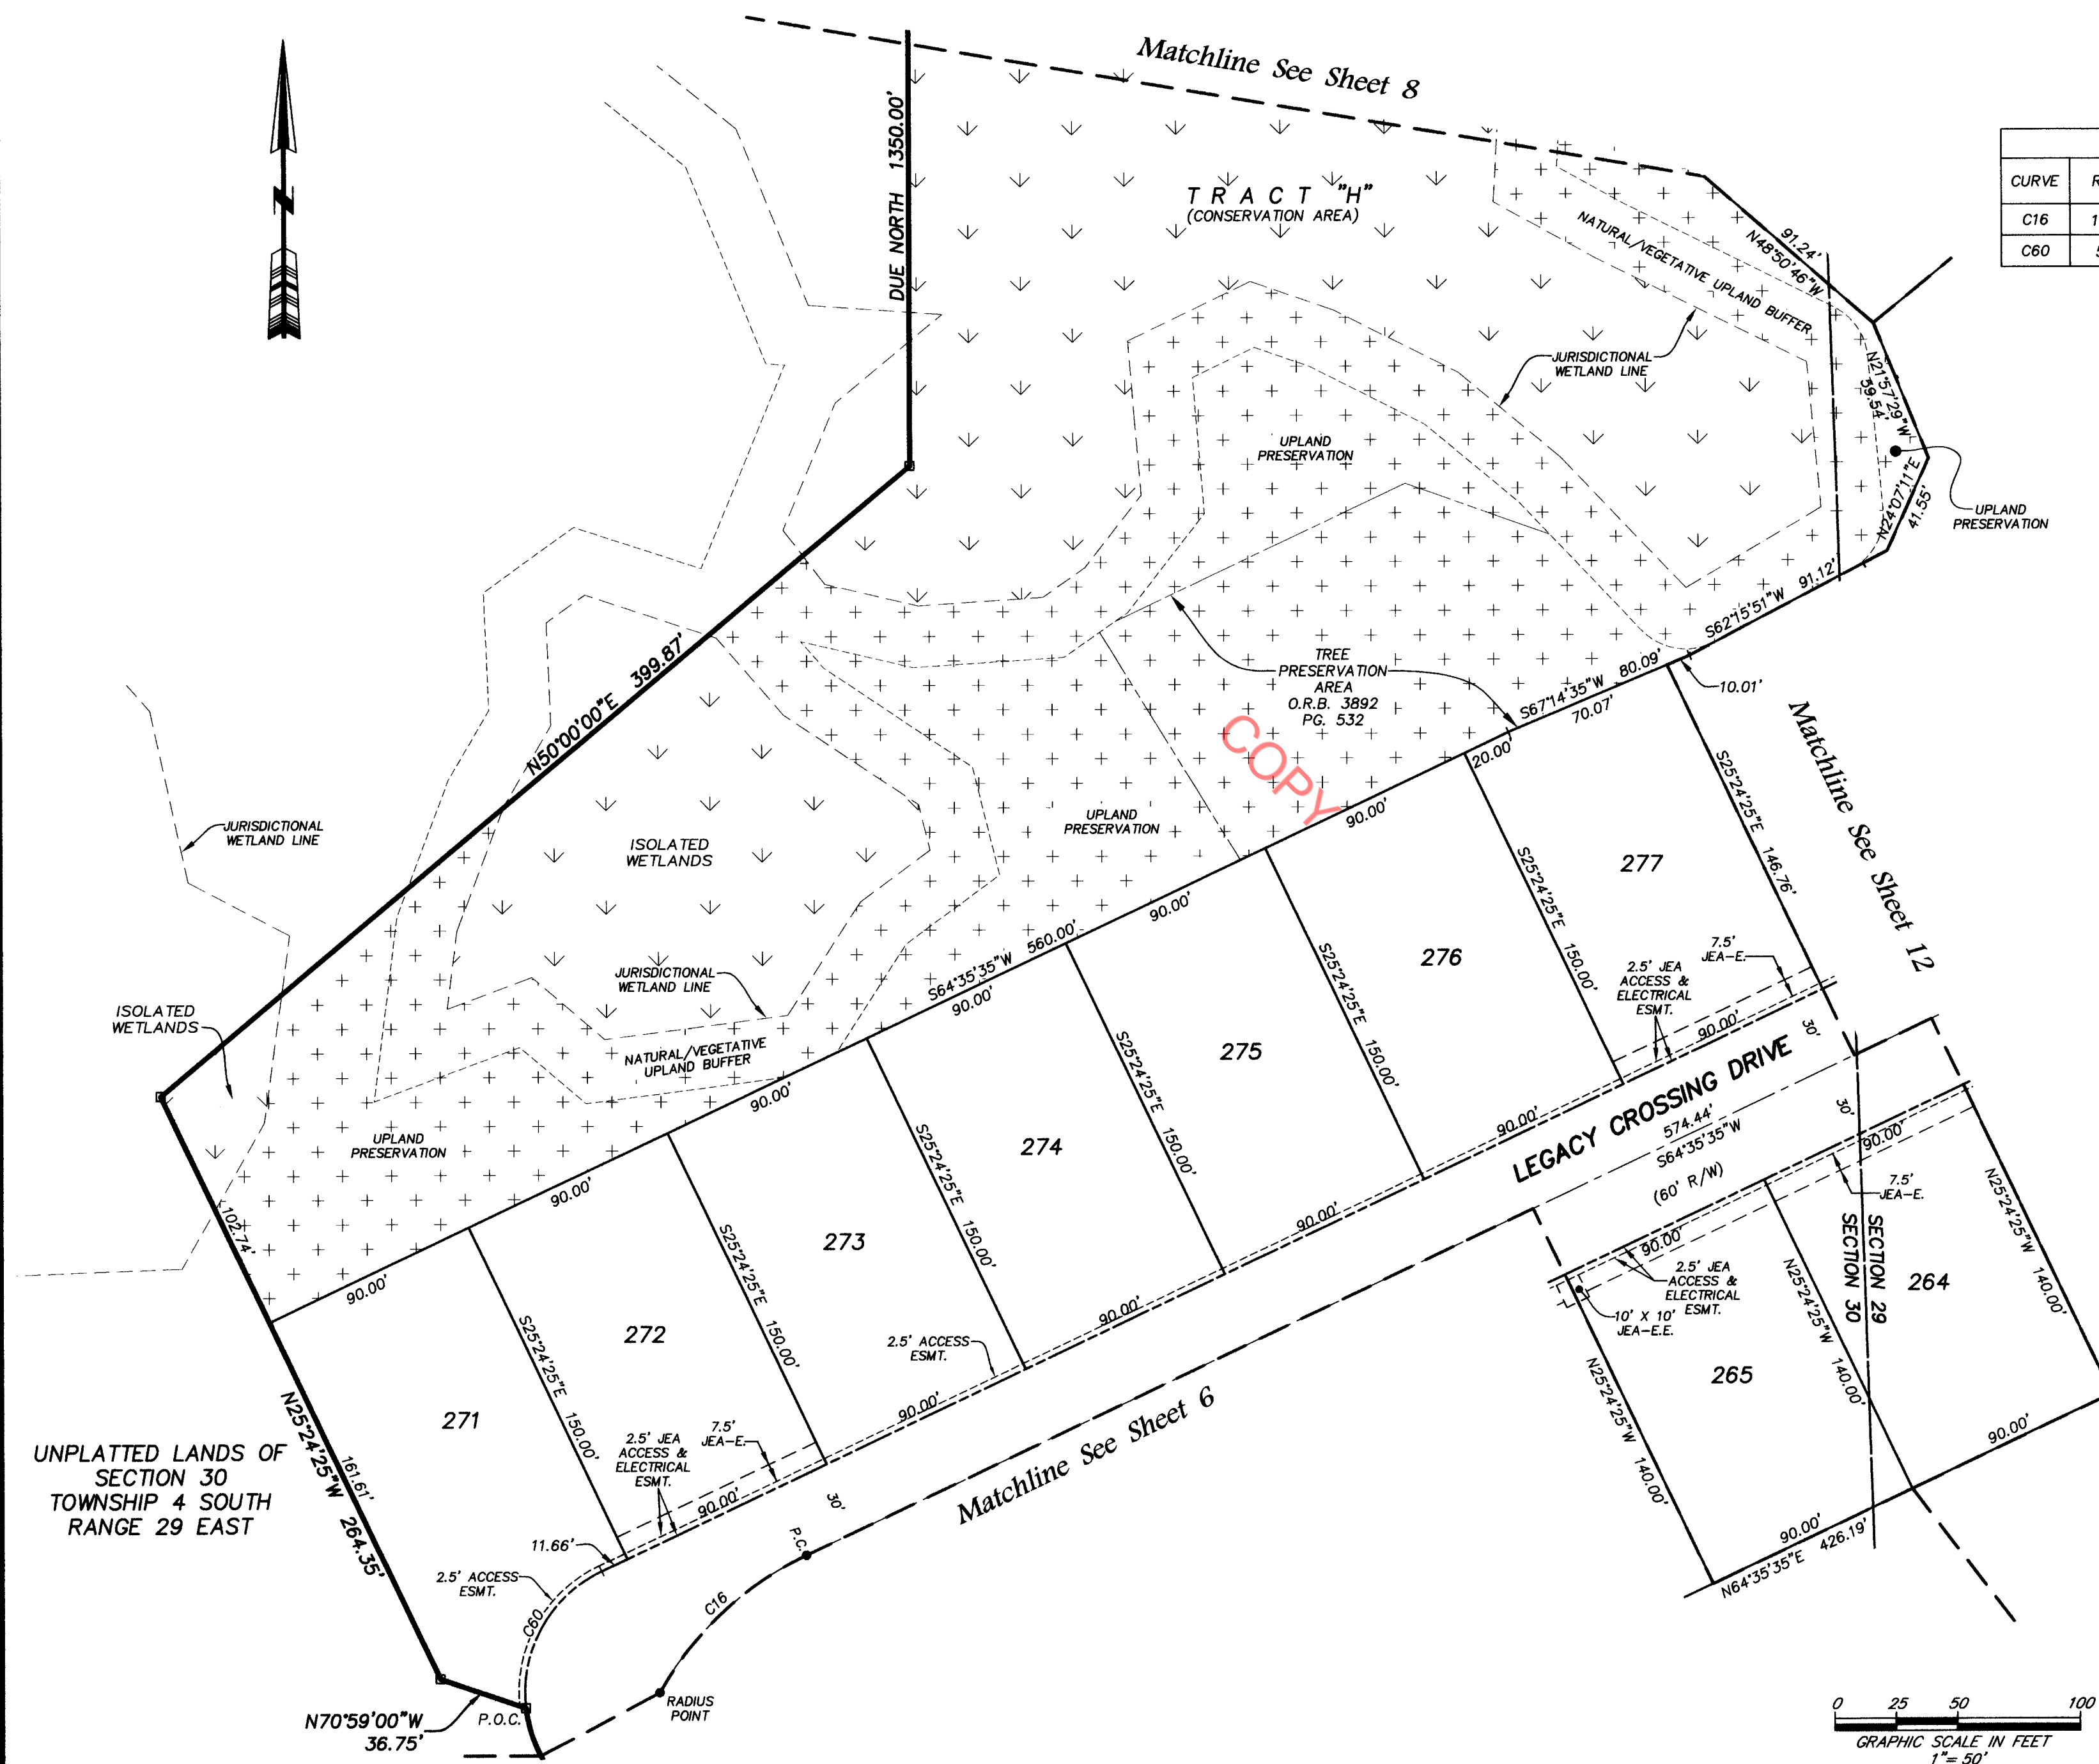 Matchline See Sheet 8
N
DUE NORTH 1350.00'
TRACT "H"
(CONSERVATION AREA)
NATURAL/VEGETATIVE UPLAND BUFFER
91.24'
N48°50'46"W
CURVE
C16
C60
JURISDICTIONAL
WETLAND LINE
N21°57'29"W
59.54'
UPLAND
PRESERVATION
N24°07'11"E
41.55'
UPLAND
PRESERVATION
S62°15'51"W 91.12'
N50°00'00"E 399.87'
TREE
PRESERVATION
AREA
O.R.B. 3892
PG. 532
S67°14'35"W 80.09'
70.07'
10.01'
20.00'
COPY
Matchline See Sheet 12
JURISDICTIONAL
WETLAND LINE
ISOLATED
WETLANDS
UPLAND
PRESERVATION
90.00'
90.00'
S64°35'35"W 560.00'
90.00'
90.00'
90.00'
90.00'
JURISDICTIONAL
WETLAND LINE
NATURAL/VEGETATIVE
UPLAND BUFFER
ISOLATED
WETLANDS
UPLAND
PRESERVATION
102.74'
277
S25°24'25"E 146.76'
S25°24'25"E 150.00'
276
S25°24'25"E 150.00'
275
S25°24'25"E 150.00'
274
S25°24'25"E 150.00'
273
S25°24'25"E 150.00'
272
S25°24'25"E 150.00'
271
7.5'
JEA-E.
2.5' JEA
ACCESS &
ELECTRICAL
ESMT.
90.00'
30'
30'
LEGACY CROSSING DRIVE
574.44'
S64°35'35"W
(60' R/W)
90.00'
90.00'
90.00'
90.00'
90.00'
2.5' ACCESS
ESMT.
7.5'
JEA-E.
2.5' JEA
ACCESS &
ELECTRICAL
ESMT.
30'
11.66'
2.5' ACCESS
ESMT.
C60
C16
P.C.
RADIUS
POINT
P.O.C.
N70°59'00"W
36.75'
N25°24'25"W 264.35'
161.61'
UNPLATTED LANDS OF
SECTION 30
TOWNSHIP 4 SOUTH
RANGE 29 EAST
Matchline See Sheet 6
90.00'
7.5'
JEA-E.
90.00'
2.5' JEA
ACCESS &
ELECTRICAL
ESMT.
10' X 10'
JEA-E.E.
SECTION 29
SECTION 30
264
265
N25°24'25"W 140.00'
N25°24'25"W 140.00'
N25°24'25"W 140.00'
90.00'
90.00'
N64°35'35"E 426.19'
0 25 50 100
GRAPHIC SCALE IN FEET
1"= 50'